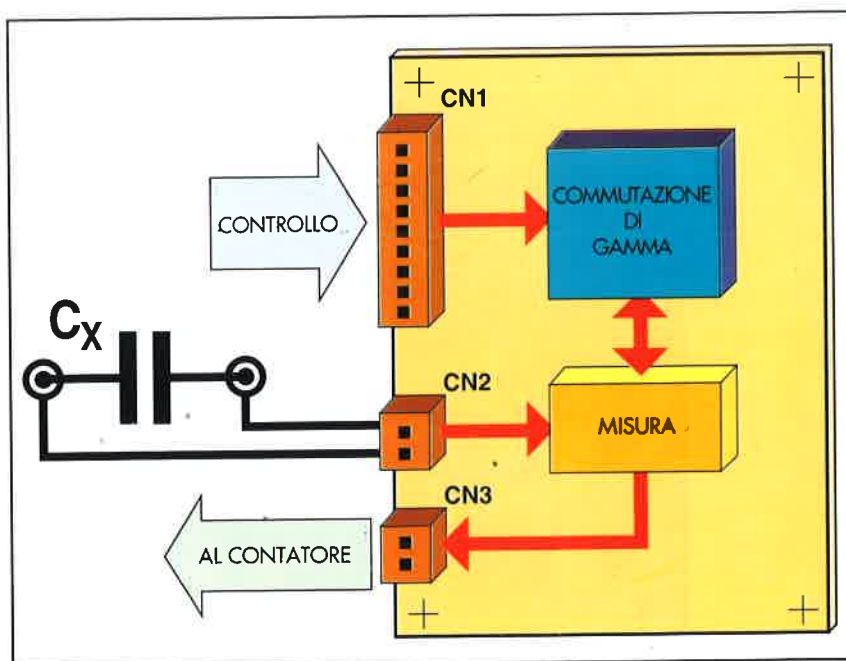 CN1
CONTROLLO
COMMUTAZIONE
DI
GAMMA
CX
CN2
MISURA
CN3
AL CONTATORE